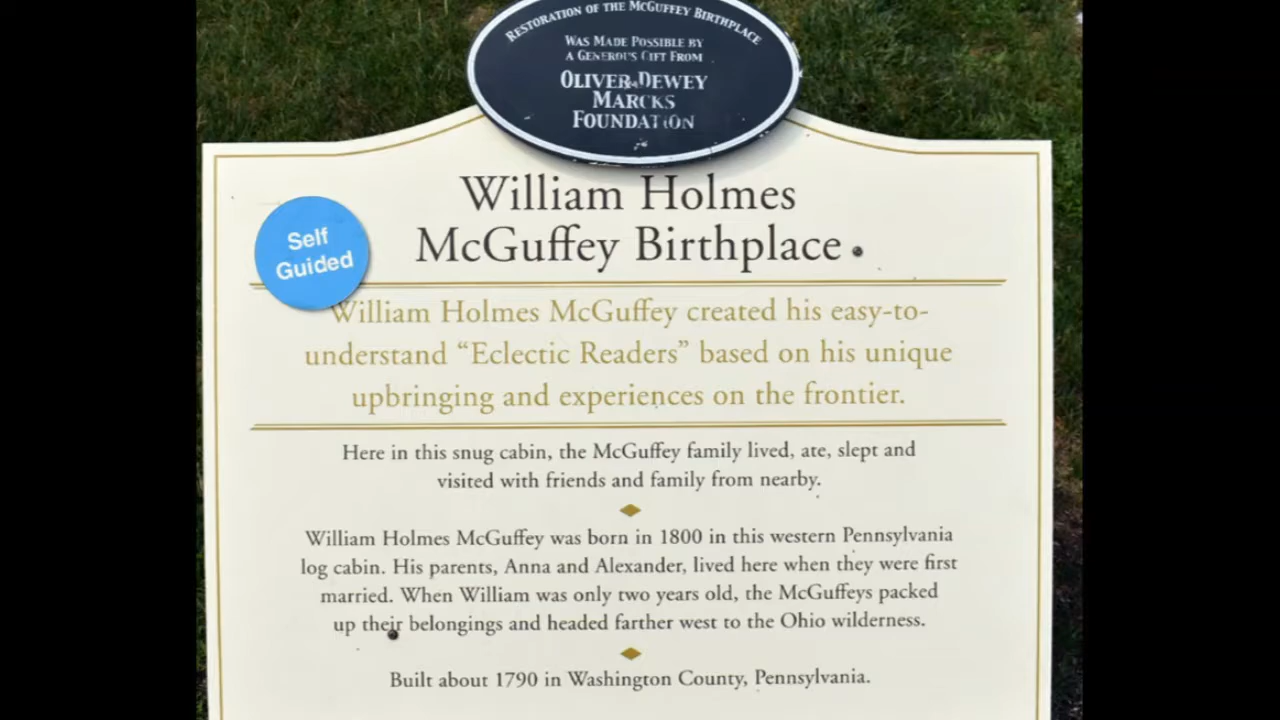 RESTORATION OF THE MCGUFFEY BIRTHPLACE
WAS MADE POSSIBLE BY
A GENEROUS GIFT FROM
OLIVER DEWEY
MARCKS
FOUNDATION
William Holmes
McGuffey Birthplace
Self
Guided
William Holmes McGuffey created his easy-to-
understand “Eclectic Readers” based on his unique
upbringing and experiences on the frontier.
Here in this snug cabin, the McGuffey family lived, ate, slept and
visited with friends and family from nearby.
William Holmes McGuffey was born in 1800 in this western Pennsylvania
log cabin. His parents, Anna and Alexander, lived here when they were first
married. When William was only two years old, the McGuffeys packed
up their belongings and headed farther west to the Ohio wilderness.
Built about 1790 in Washington County, Pennsylvania.